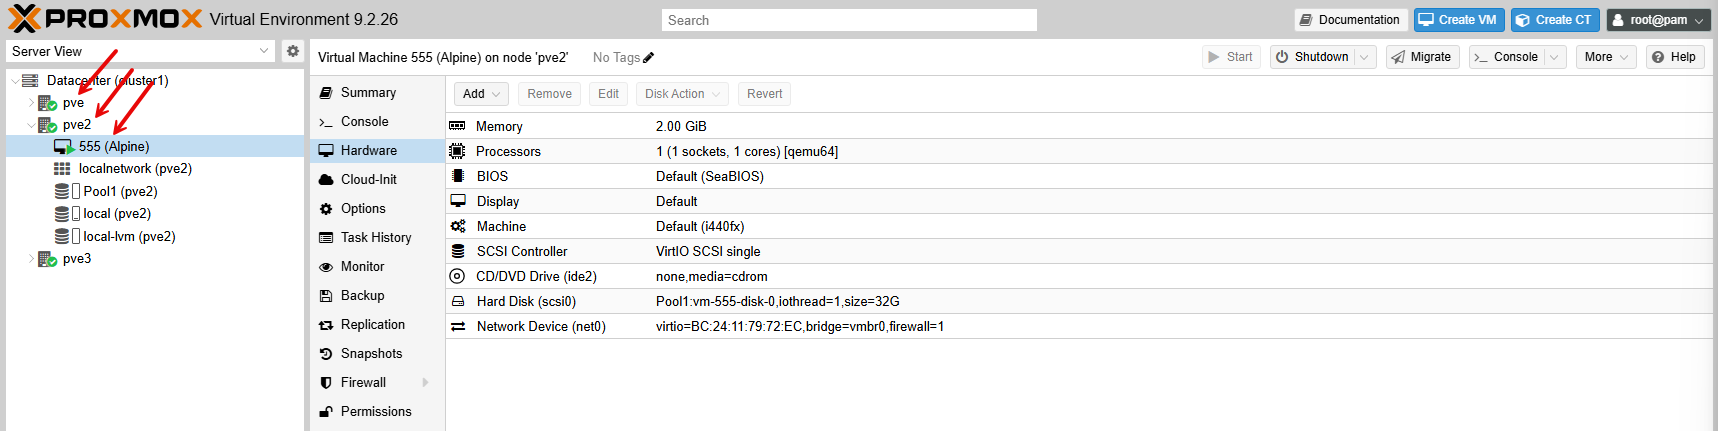 PROXMOX Virtual Environment 9.2.26 Search Documentation Create VM Create CT root@pam
Server View
Datacenter (cluster1)
pve
pve2
555 (Alpine)
localnetwork (pve2)
Pool1 (pve2)
local (pve2)
local-lvm (pve2)
pve3
Virtual Machine 555 (Alpine) on node 'pve2' No Tags Start Shutdown Migrate Console More Help
Summary
Console
Hardware
Cloud-Init
Options
Task History
Monitor
Backup
Replication
Snapshots
Firewall
Permissions
Add Remove Edit Disk Action Revert
Memory 2.00 GiB
Processors 1 (1 sockets, 1 cores) [qemu64]
BIOS Default (SeaBIOS)
Display Default
Machine Default (i440fx)
SCSI Controller VirtIO SCSI single
CD/DVD Drive (ide2) none,media=cdrom
Hard Disk (scsi0) Pool1:vm-555-disk-0,iothread=1,size=32G
Network Device (net0) virtio=BC:24:11:79:72:EC,bridge=vmbr0,firewall=1